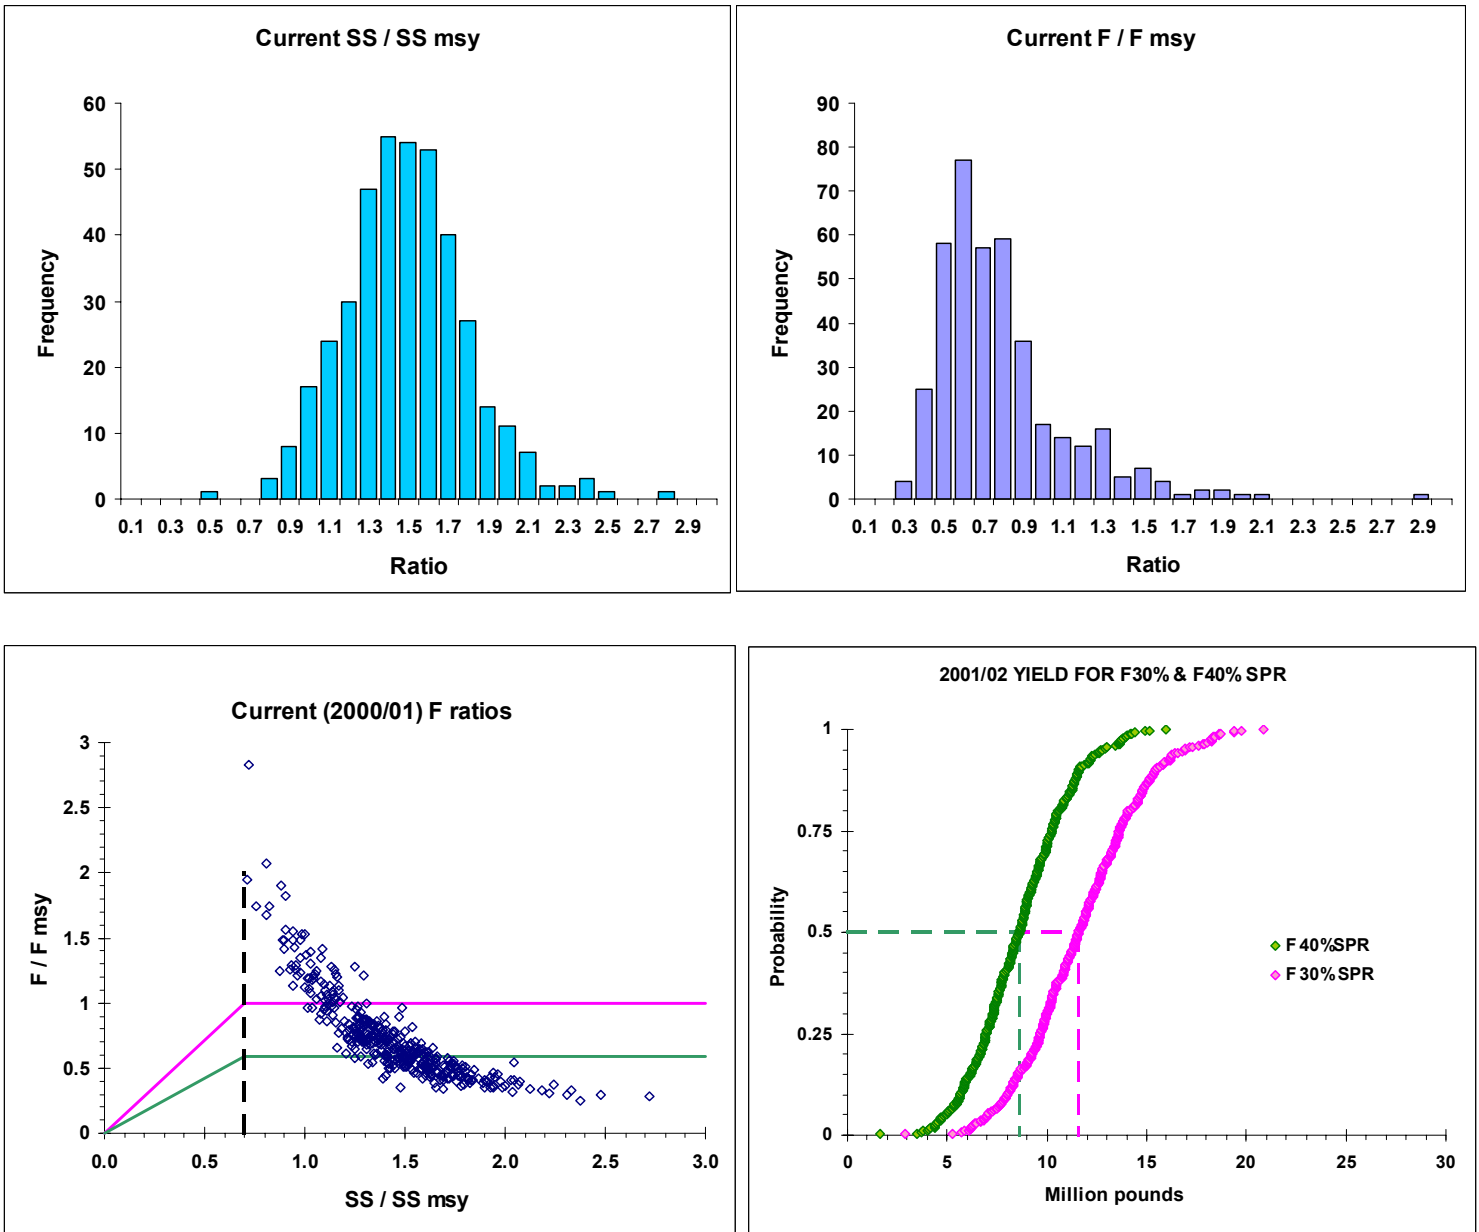 Current SS / SS msy
60
50
40
30
20
10
0
Frequency
0.1 0.3 0.5 0.7 0.9 1.1 1.3 1.5 1.7 1.9 2.1 2.3 2.5 2.7 2.9
Ratio
Current F / F msy
90
80
70
60
50
40
30
20
10
0
Frequency
0.1 0.3 0.5 0.7 0.9 1.1 1.3 1.5 1.7 1.9 2.1 2.3 2.5 2.7 2.9
Ratio
Current (2000/01) F ratios
3
2.5
2
1.5
1
0.5
0
F / F msy
0.0 0.5 1.0 1.5 2.0 2.5 3.0
SS / SS msy
2001/02 YIELD FOR F30% & F40% SPR
1
0.75
0.5
0.25
0
Probability
F 40%SPR
F 30%SPR
0 5 10 15 20 25 30
Million pounds